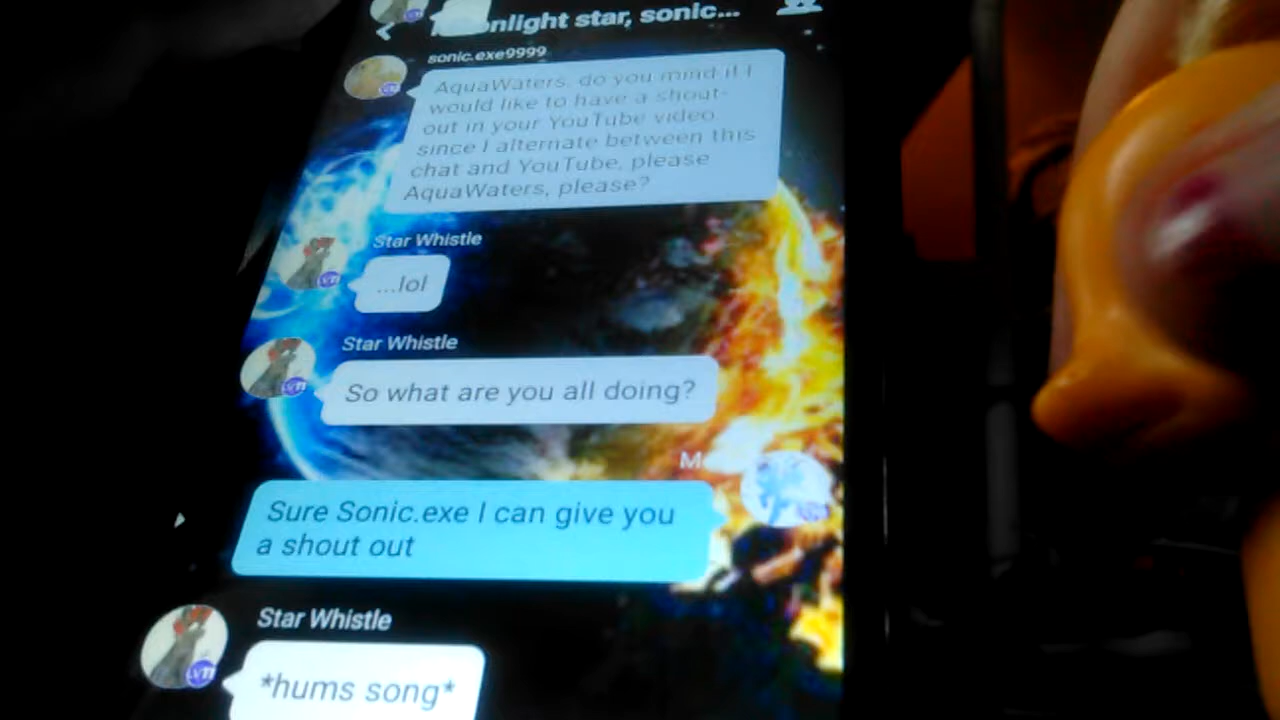 nlight star, sonic...
sonic.exe9999
AquaWaters, do you mind if I
would like to have a shout-
out in your YouTube video
since I alternate between this
chat and YouTube, please
AquaWaters, please?
Star Whistle
...lol
Star Whistle
So what are you all doing?
Me
Sure Sonic.exe I can give you
a shout out
Star Whistle
*hums song*